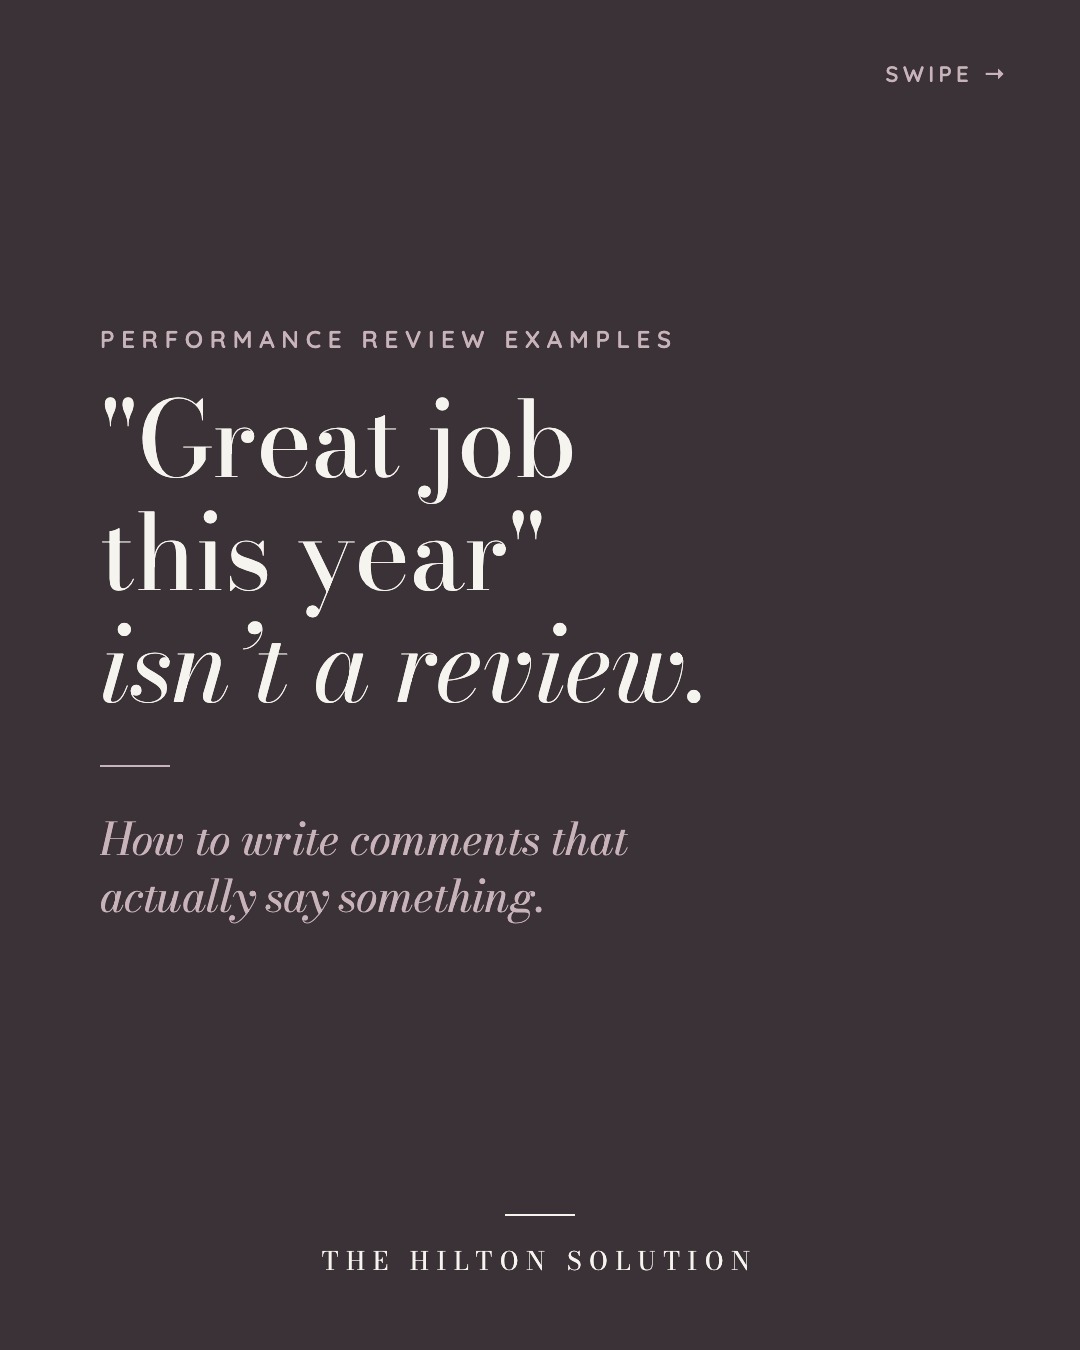 SWIPE →
PERFORMANCE REVIEW EXAMPLES
"Great job
this year"
isn’t a review.
How to write comments that
actually say something.
THE HILTON SOLUTION